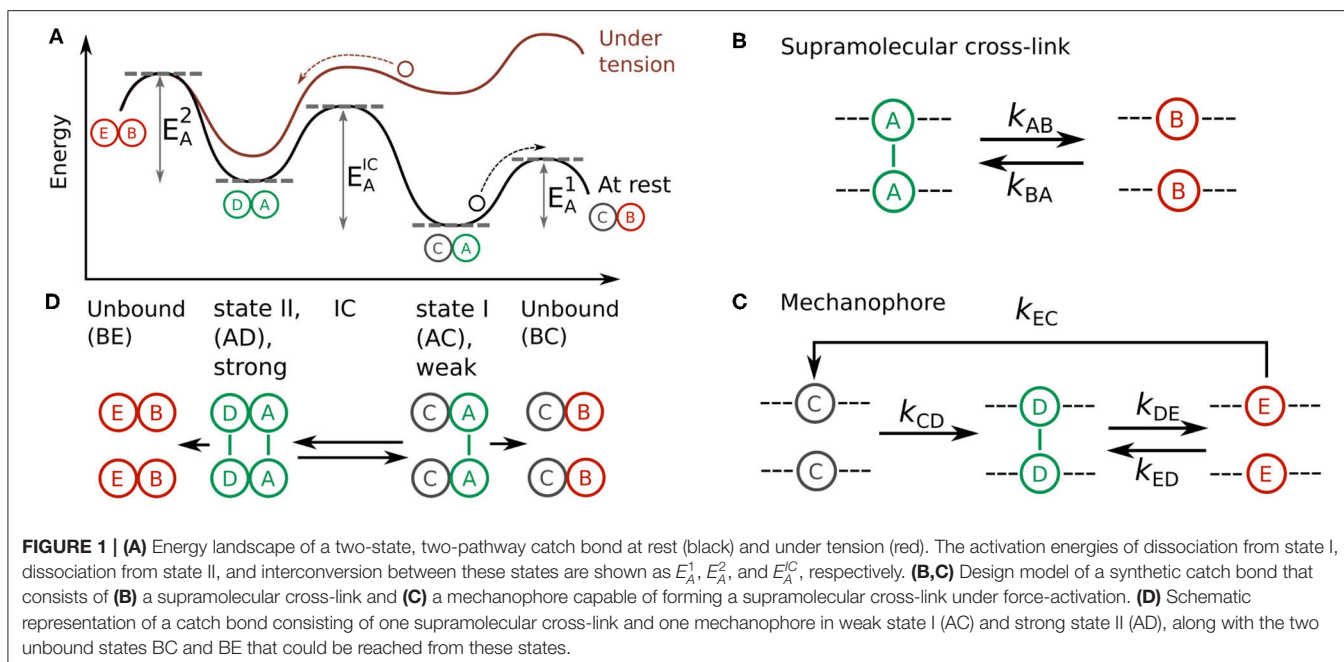 A
Energy
E_A^2
E_A^IC
E_A^1
Under
tension
At rest
E B
D A
C A
C B
B
Supramolecular cross-link
A
A
k_AB
k_BA
B
B
D
Unbound
(BE)
state II,
(AD),
strong
IC
state I
(AC),
weak
Unbound
(BC)
E B D A C A C B
E B D A C A C B
C
Mechanophore
k_EC
C
C
k_CD
D
D
k_DE
k_ED
E
E
FIGURE 1 | (A) Energy landscape of a two-state, two-pathway catch bond at rest (black) and under tension (red). The activation energies of dissociation from state I,
dissociation from state II, and interconversion between these states are shown as E_A^1, E_A^2, and E_A^IC, respectively. (B,C) Design model of a synthetic catch bond that
consists of (B) a supramolecular cross-link and (C) a mechanophore capable of forming a supramolecular cross-link under force-activation. (D) Schematic
representation of a catch bond consisting of one supramolecular cross-link and one mechanophore in weak state I (AC) and strong state II (AD), along with the two
unbound states BC and BE that could be reached from these states.